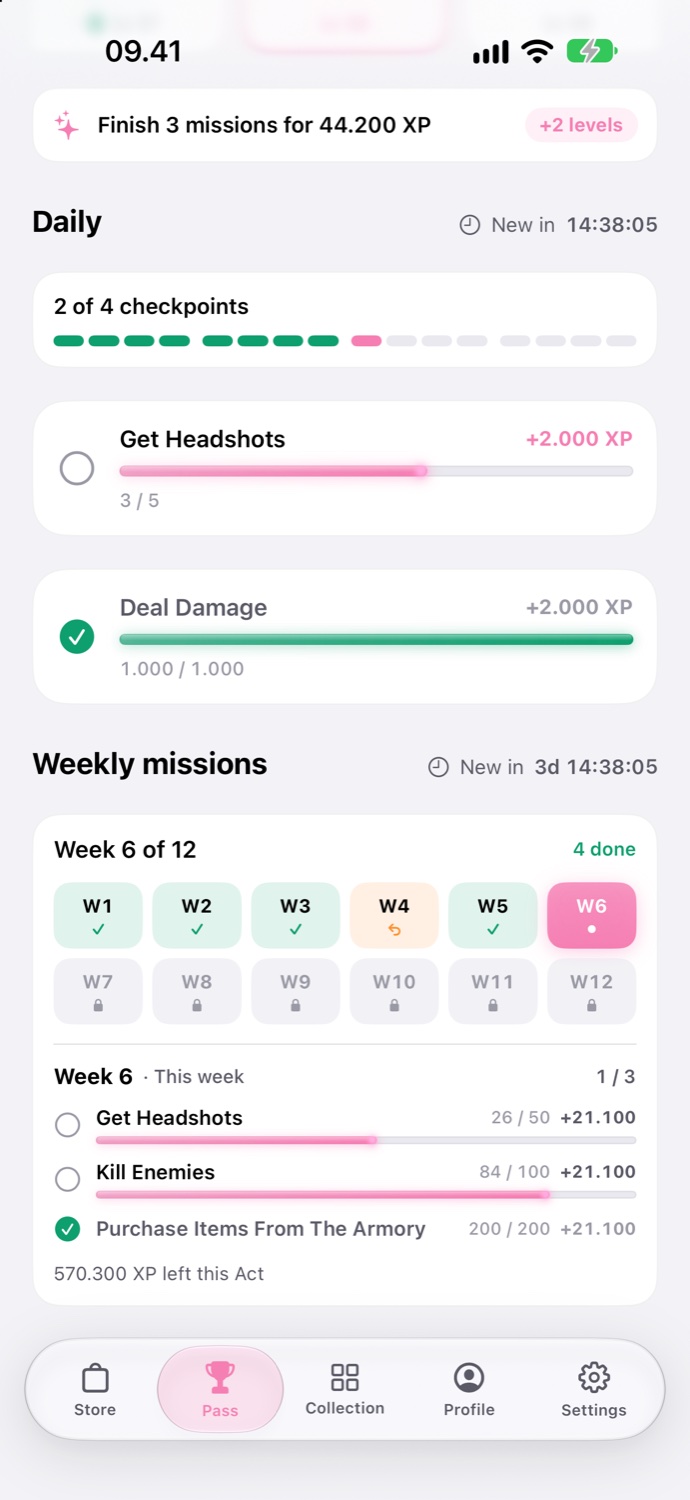 09.41
Finish 3 missions for 44.200 XP +2 levels
Daily New in 14:38:05
2 of 4 checkpoints
Get Headshots +2.000 XP
3 / 5
Deal Damage +2.000 XP
1.000 / 1.000
Weekly missions New in 3d 14:38:05
Week 6 of 12 4 done
W1 W2 W3 W4 W5 W6
W7 W8 W9 W10 W11 W12
Week 6 · This week 1 / 3
Get Headshots 26 / 50 +21.100
Kill Enemies 84 / 100 +21.100
Purchase Items From The Armory 200 / 200 +21.100
570.300 XP left this Act
Store Pass Collection Profile Settings